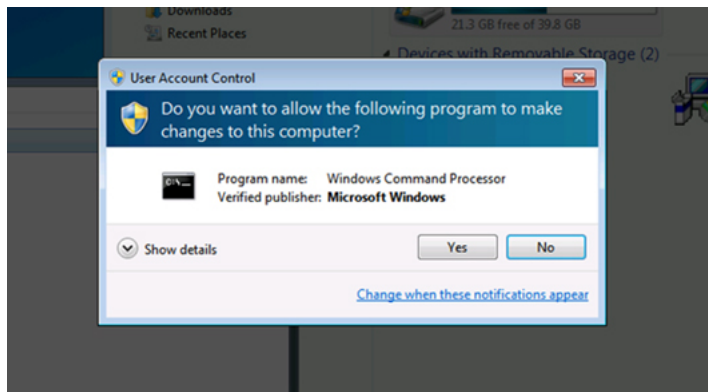 Downloads
Recent Places
21.3 GB free of 39.8 GB
Devices with Removable Storage (2)
User Account Control
Do you want to allow the following program to make
changes to this computer?
C:\_
Program name: Windows Command Processor
Verified publisher: Microsoft Windows
Show details
Yes
No
Change when these notifications appear